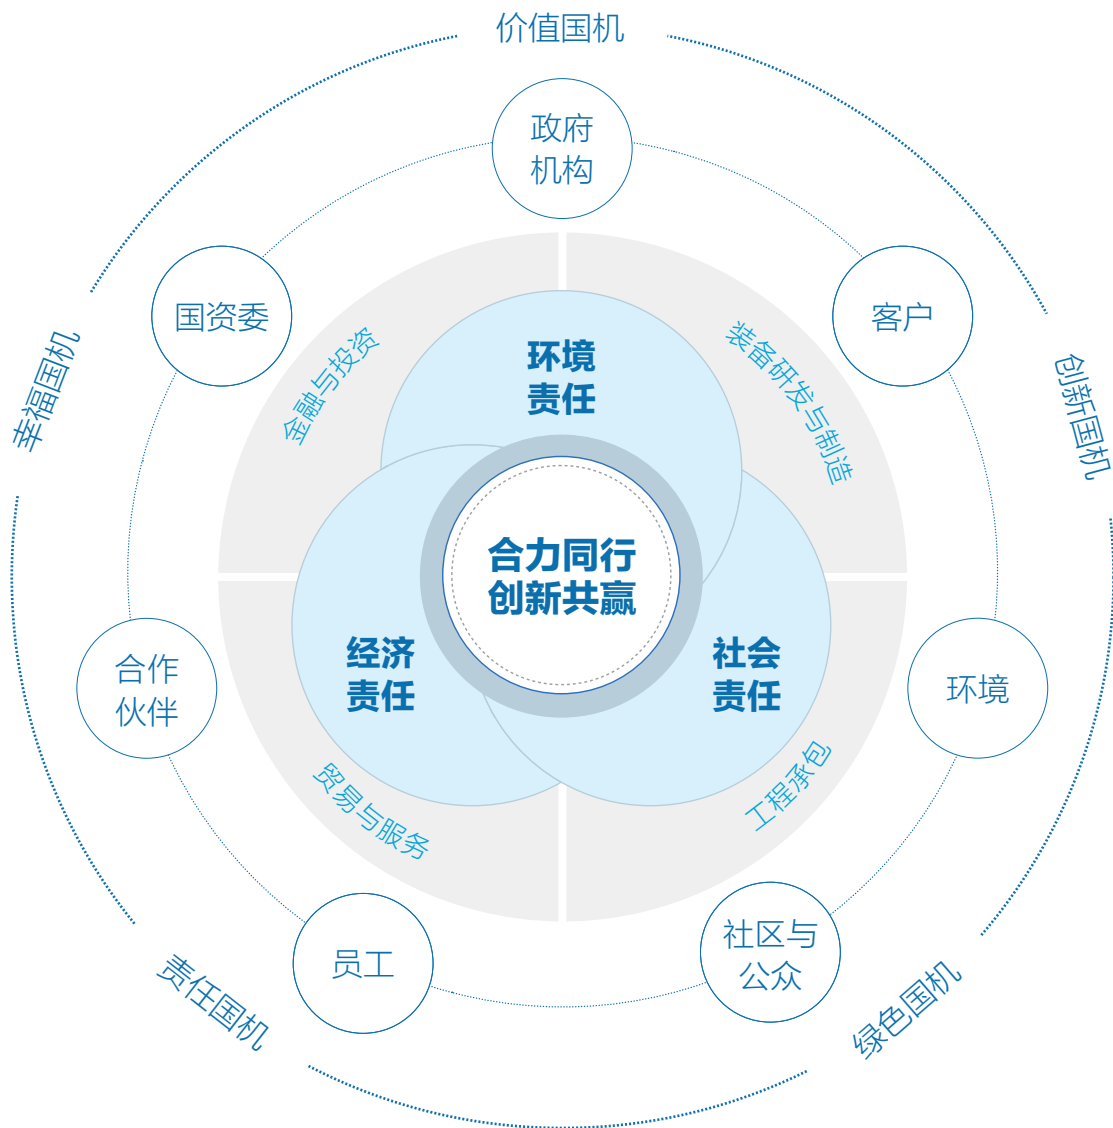 价值国机
政府
机构
国资委
客户
幸福国机
创新国机
金融与投资
装备研发与制造
环境
责任
合力同行
创新共赢
经济
责任
社会
责任
合作
伙伴
环境
贸易与服务
工程承包
员工
社区与
公众
责任国机
绿色国机